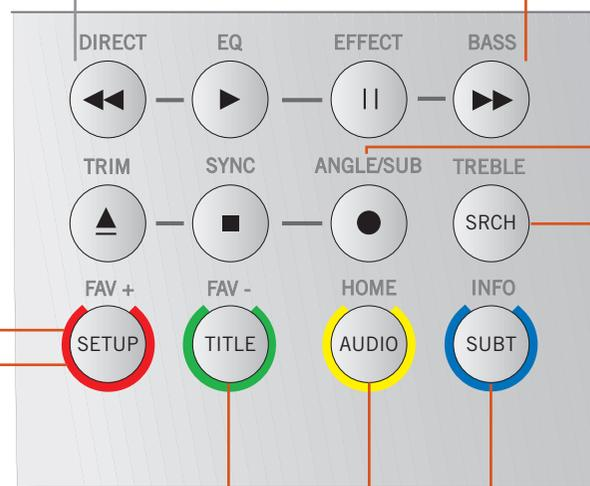 DIRECT EQ EFFECT BASS
TRIM SYNC ANGLE/SUB TREBLE
SRCH
FAV + FAV - HOME INFO
SETUP TITLE AUDIO SUBT